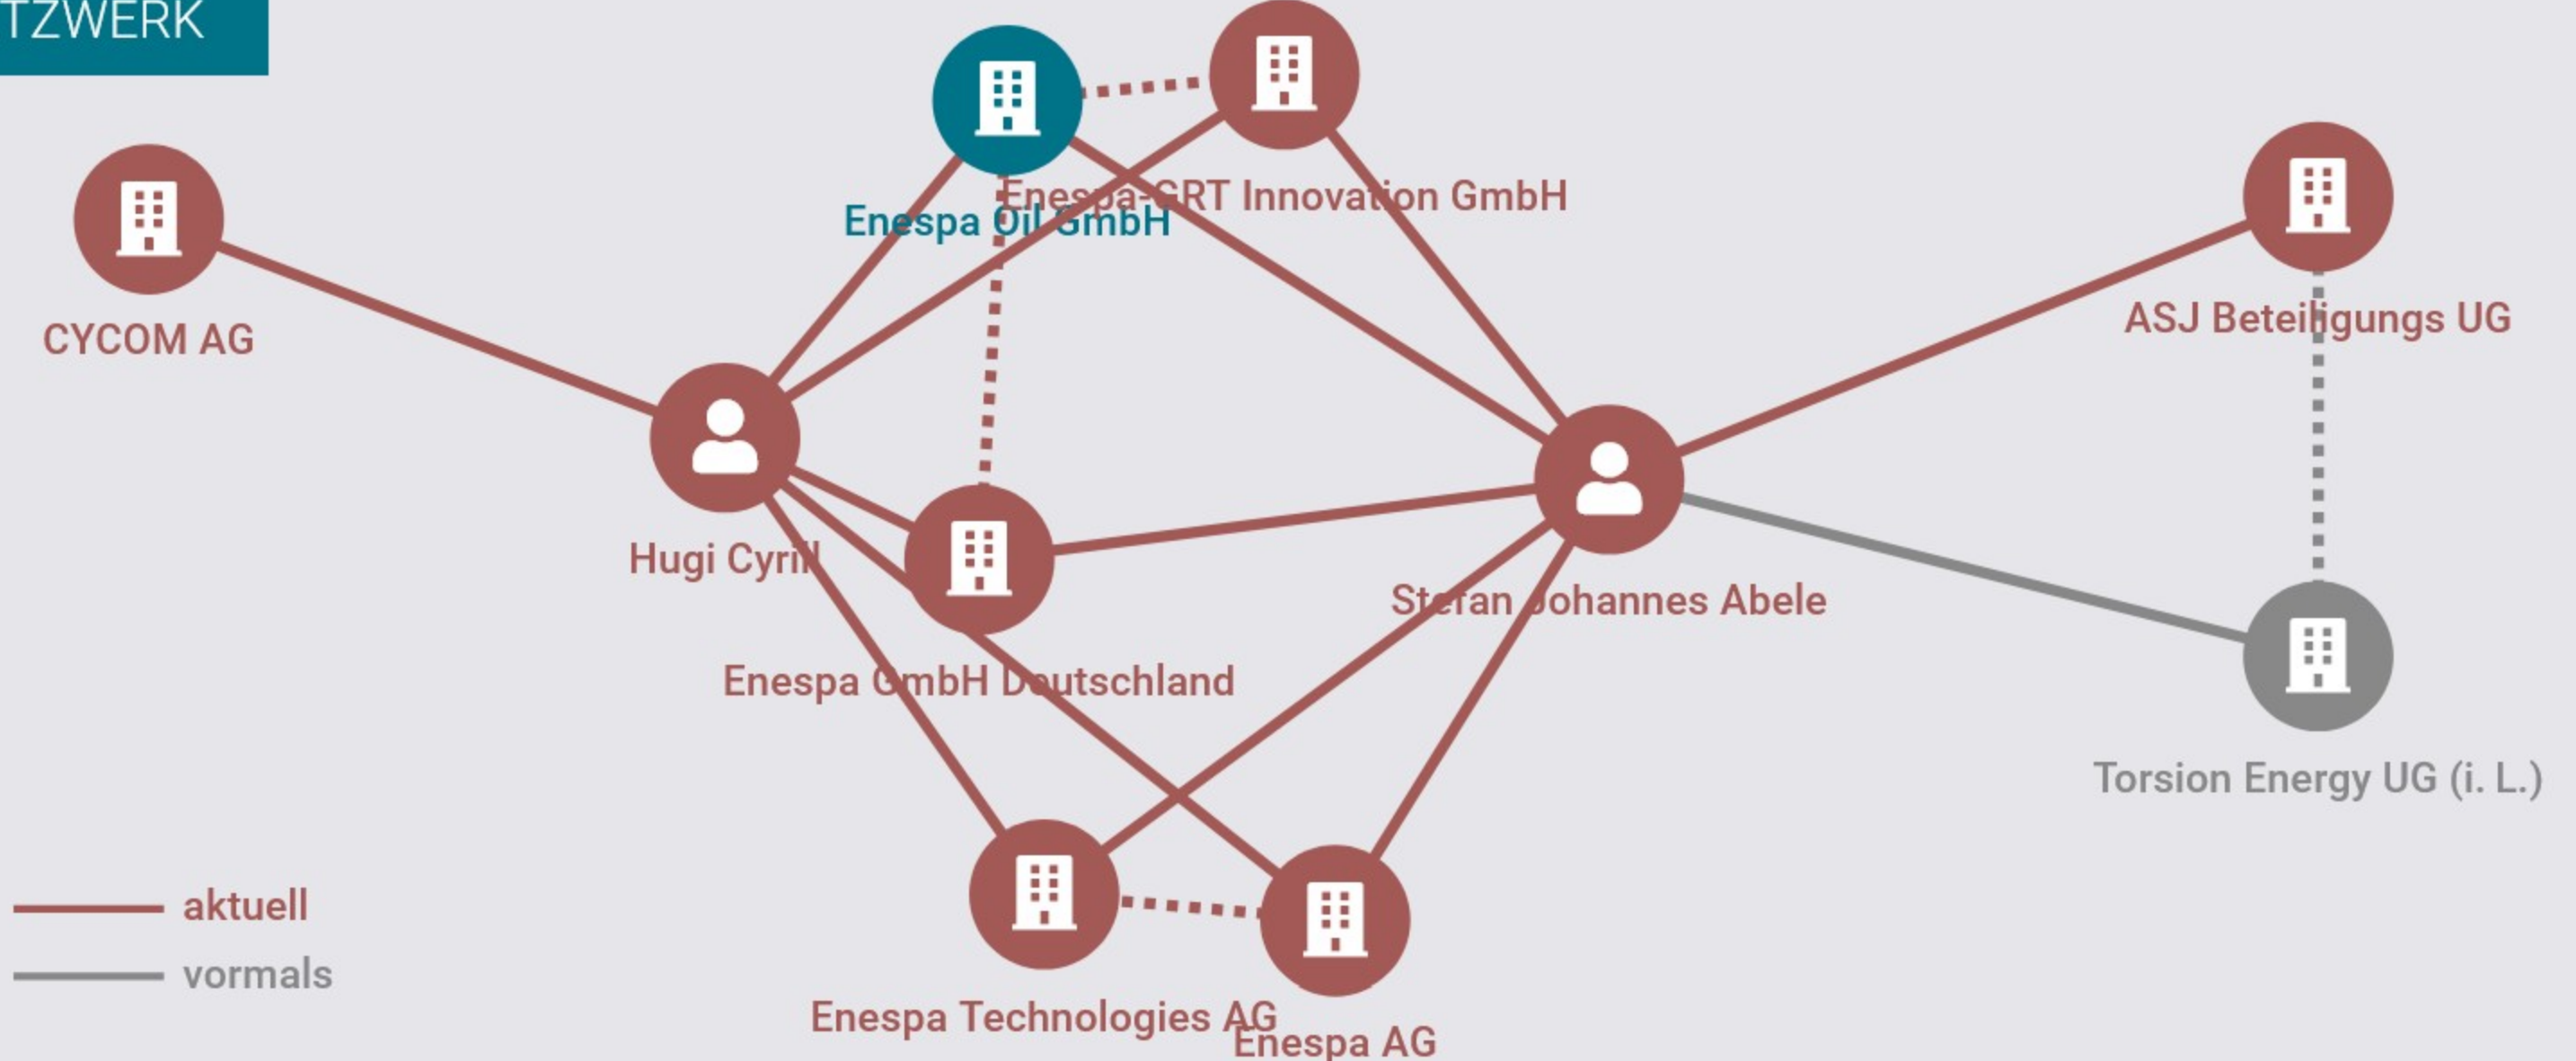 TZWERK
Enespa-GRT Innovation GmbH
Enespa Oil GmbH
ASJ Beteiligungs UG
CYCOM AG
Hugi Cyrill
Stefan Johannes Abele
Enespa GmbH Deutschland
Torsion Energy UG (i. L.)
aktuell
vormals
Enespa Technologies AG
Enespa AG